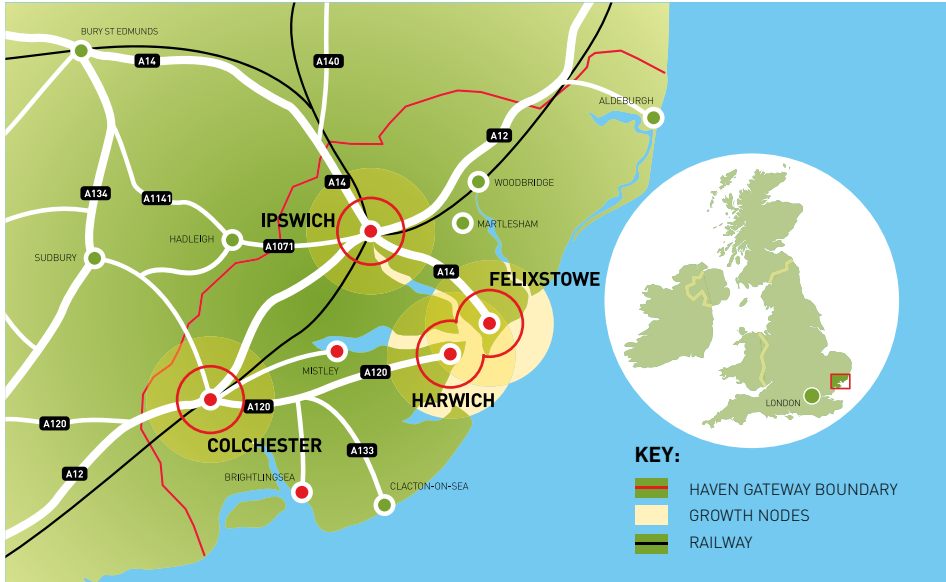 BURY ST EDMUNDS
A14
A140
ALDEBURGH
A12
A134
A1141
A14
WOODBRIDGE
IPSWICH
MARTLESHAM
HADLEIGH
A1071
SUDBURY
A14
FELIXSTOWE
MISTLEY
A120
HARWICH
LONDON
A120
A120
COLCHESTER
A133
A12
BRIGHTLINGSEA
CLACTON-ON-SEA
KEY:
HAVEN GATEWAY BOUNDARY
GROWTH NODES
RAILWAY